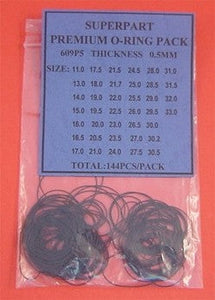 SUPERPART
PREMIUM O-RING PACK
609P5 THICKNESS 0.5MM
SIZE: 11.0 17.5 21.5 24.5 28.0 31.0
13.0 18.0 21.7 25.0 28.5 31.5
14.0 19.0 22.0 25.5 29.0 32.0
15.0 19.5 22.5 26.0 29.5 33.0
16.0 20.0 23.0 26.5 30.0
16.5 20.5 23.5 27.0 30.2
17.0 21.0 24.0 27.5 30.5
TOTAL:144PCS/PACK